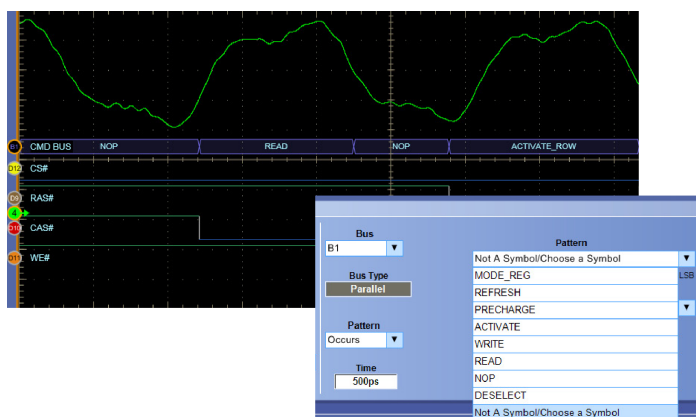 B1 CMD BUS NOP READ NOP ACTIVATE_ROW
D12 CS#
D9 RAS#
4
D10 CAS#
D11 WE#
Bus
B1
Bus Type
Parallel
Pattern
Occurs
Time
500ps
Pattern
Not A Symbol/Choose a Symbol
MODE_REG
LSB
REFRESH
PRECHARGE
ACTIVATE
WRITE
READ
NOP
DESELECT
Not A Symbol/Choose a Symbol